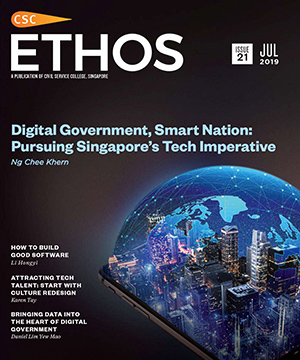 CSC
ETHOS
A PUBLICATION OF CIVIL SERVICE COLLEGE, SINGAPORE
ISSUE
21
JUL
2019
Digital Government, Smart Nation:
Pursuing Singapore's Tech Imperative
Ng Chee Khern
HOW TO BUILD
GOOD SOFTWARE
Li Hongyi
ATTRACTING TECH
TALENT: START WITH
CULTURE REDESIGN
Karen Tay
BRINGING DATA INTO
THE HEART OF DIGITAL
GOVERNMENT
Daniel Lim Yew Mao